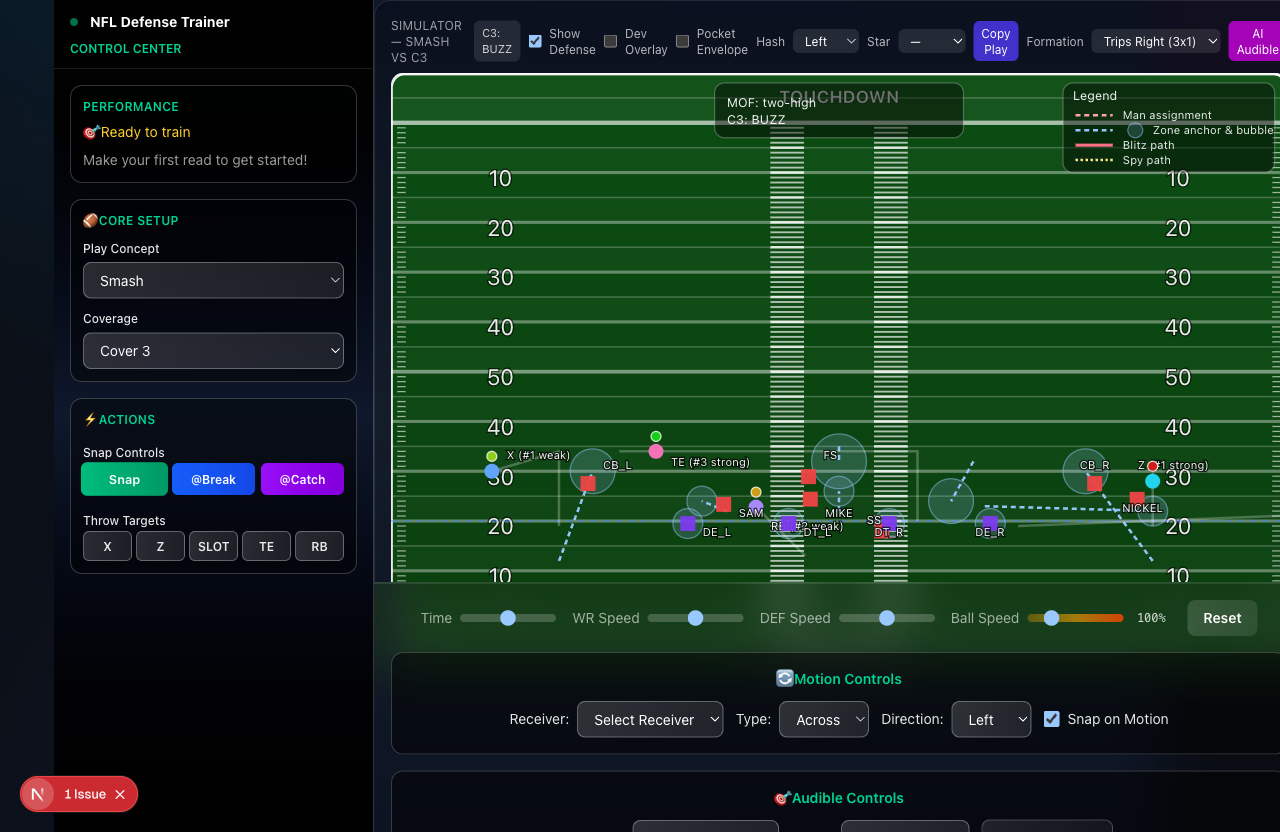 NFL Defense Trainer
CONTROL CENTER
PERFORMANCE
🎯Ready to train
Make your first read to get started!
🏈CORE SETUP
Play Concept
Smash
Coverage
Cover 3
⚡ACTIONS
Snap Controls
Snap
@Break
@Catch
Throw Targets
X
Z
SLOT
TE
RB
1 Issue
SIMULATOR
— SMASH
VS C3
C3:
BUZZ
Show
Defense
Dev
Overlay
Pocket
Envelope
Hash
Left
Star
—
Copy
Play
Formation
Trips Right (3x1)
AI
Audible
TOUCHDOWN
MOF: two-high
C3: BUZZ
Legend
Man assignment
Zone anchor & bubble
Blitz path
Spy path
10
10
20
20
30
30
40
40
50
50
40
40
X (#1 weak)
CB_L
TE (#3 strong)
FS
CB_R
Z (#1 strong)
30
30
SAM
MIKE
NICKEL
20
DE_L
RB (#2 weak)
DT_L
SS
DT_R
DE_R
20
10
10
Time
WR Speed
DEF Speed
Ball Speed
100%
Reset
🔄Motion Controls
Receiver:
Select Receiver
Type:
Across
Direction:
Left
Snap on Motion
🎯Audible Controls